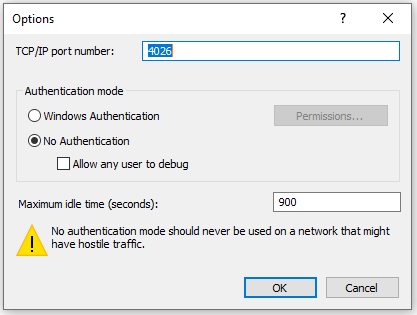 Options
?
TCP/IP port number:
4026
Authentication mode
Windows Authentication
Permissions...
No Authentication
Allow any user to debug
Maximum idle time (seconds):
900
No authentication mode should never be used on a network that might
have hostile traffic.
OK
Cancel